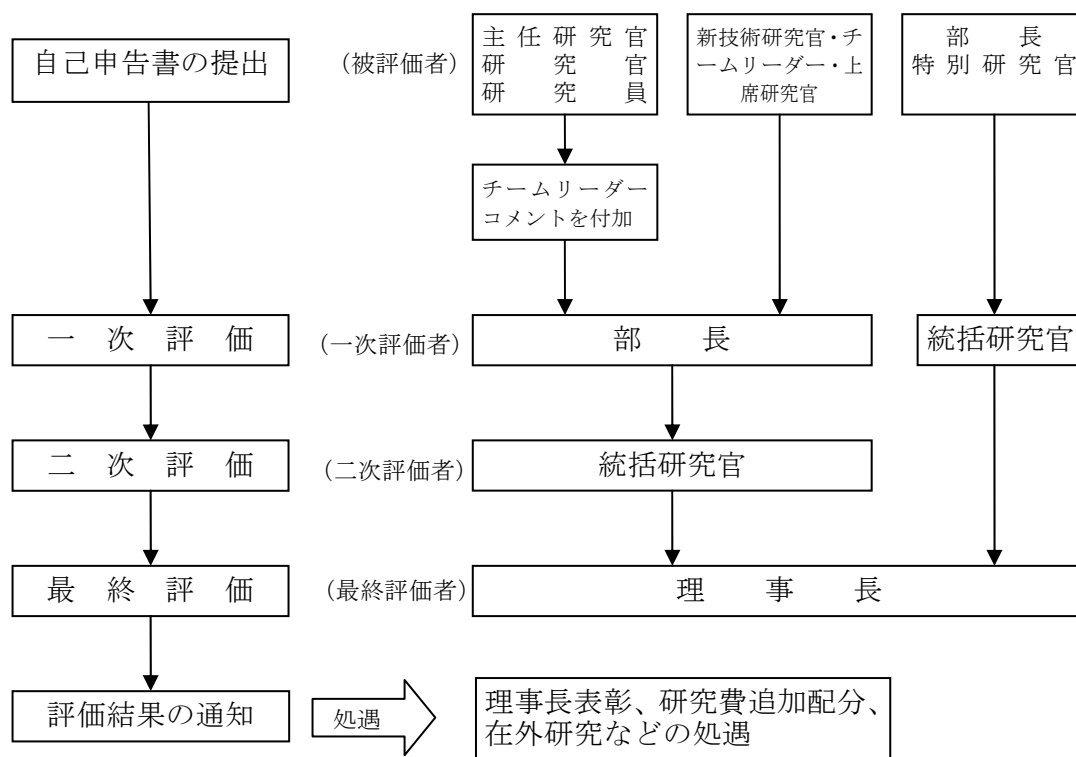 自己申告書の提出
(被評価者)
主任研究官
研究官
研究員
新技術研究官・チ
ームリーダー・上
席研究官
部長
特別研究官
チームリーダー
コメントを付加
一次評価
(一次評価者)
部長
統括研究官
二次評価
(二次評価者)
統括研究官
最終評価
(最終評価者)
理事長
評価結果の通知
処遇
理事長表彰、研究費追加配分、
在外研究などの処遇